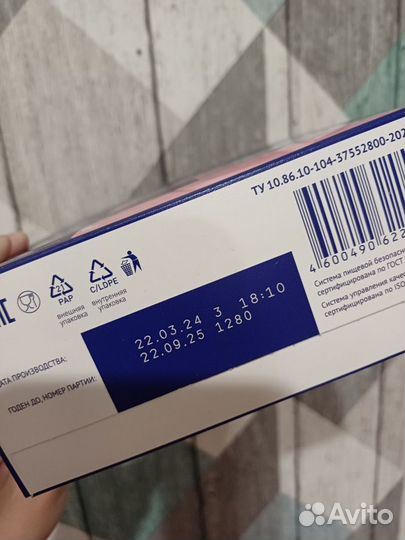 ТУ 10.86.10-104-37552800-202
4 600490 622
Система пищевой безопасно
сертифицирована по ГОСТ
Система управления качес
сертифицирована по ISO
21
PAP
внешняя
упаковка
C/LDPE
внутренняя
упаковка
АТА ПРОИЗВОДСТВА:
ГОДЕН ДО, НОМЕР ПАРТИИ:
22.03.24 3 18:10
22.09.25 1280
Avito